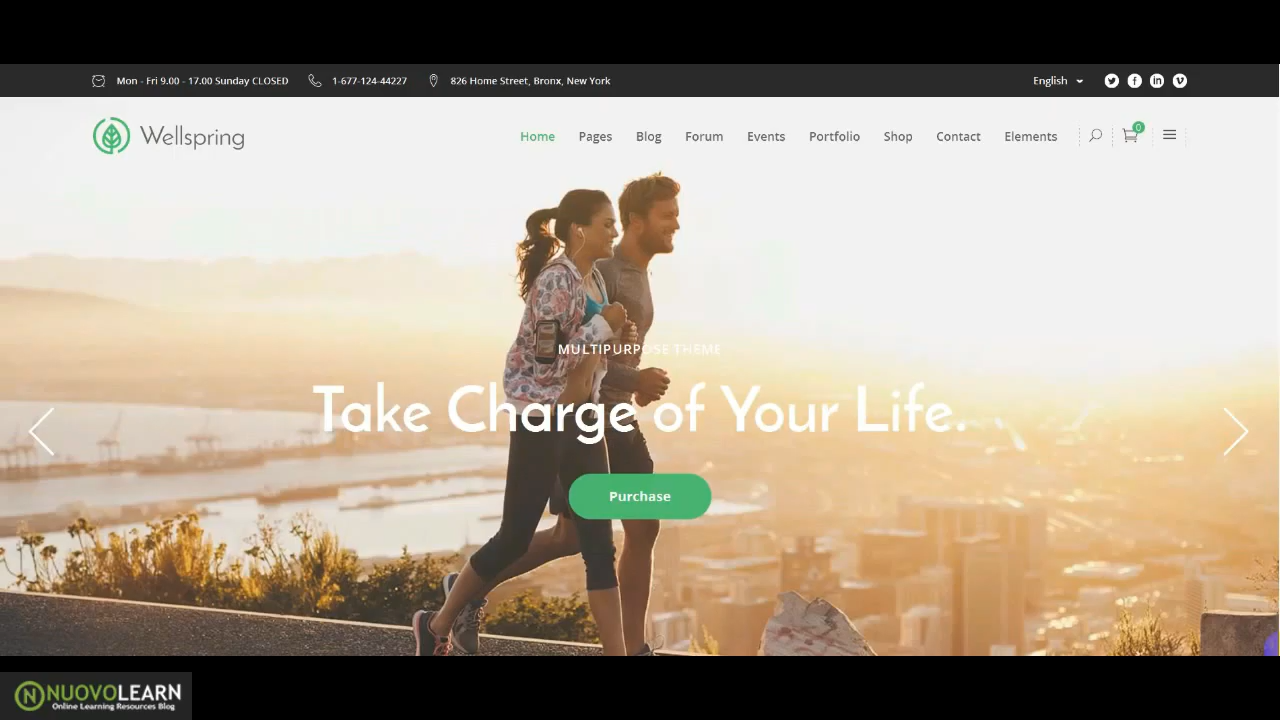 Mon - Fri 9.00 - 17.00 Sunday CLOSED 1-677-124-44227 826 Home Street, Bronx, New York English
Wellspring Home Pages Blog Forum Events Portfolio Shop Contact Elements 0
MULTIPURPOSE THEME
Take Charge of Your Life.
Purchase
NUOVOLEARN
Online Learning Resources Blog